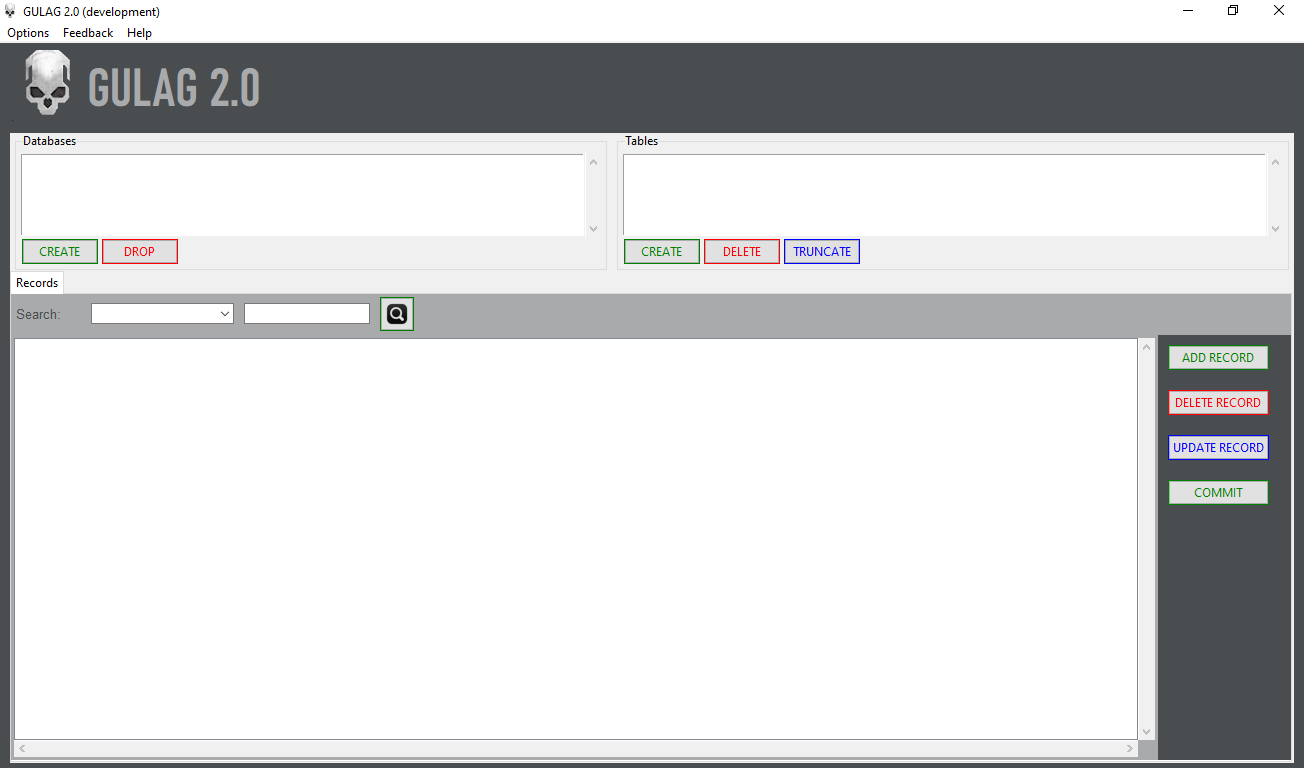 GULAG 2.0 (development)
Options Feedback Help
GULAG 2.0
Databases
CREATE DROP
Tables
CREATE DELETE TRUNCATE
Records
Search:
ADD RECORD
DELETE RECORD
UPDATE RECORD
COMMIT